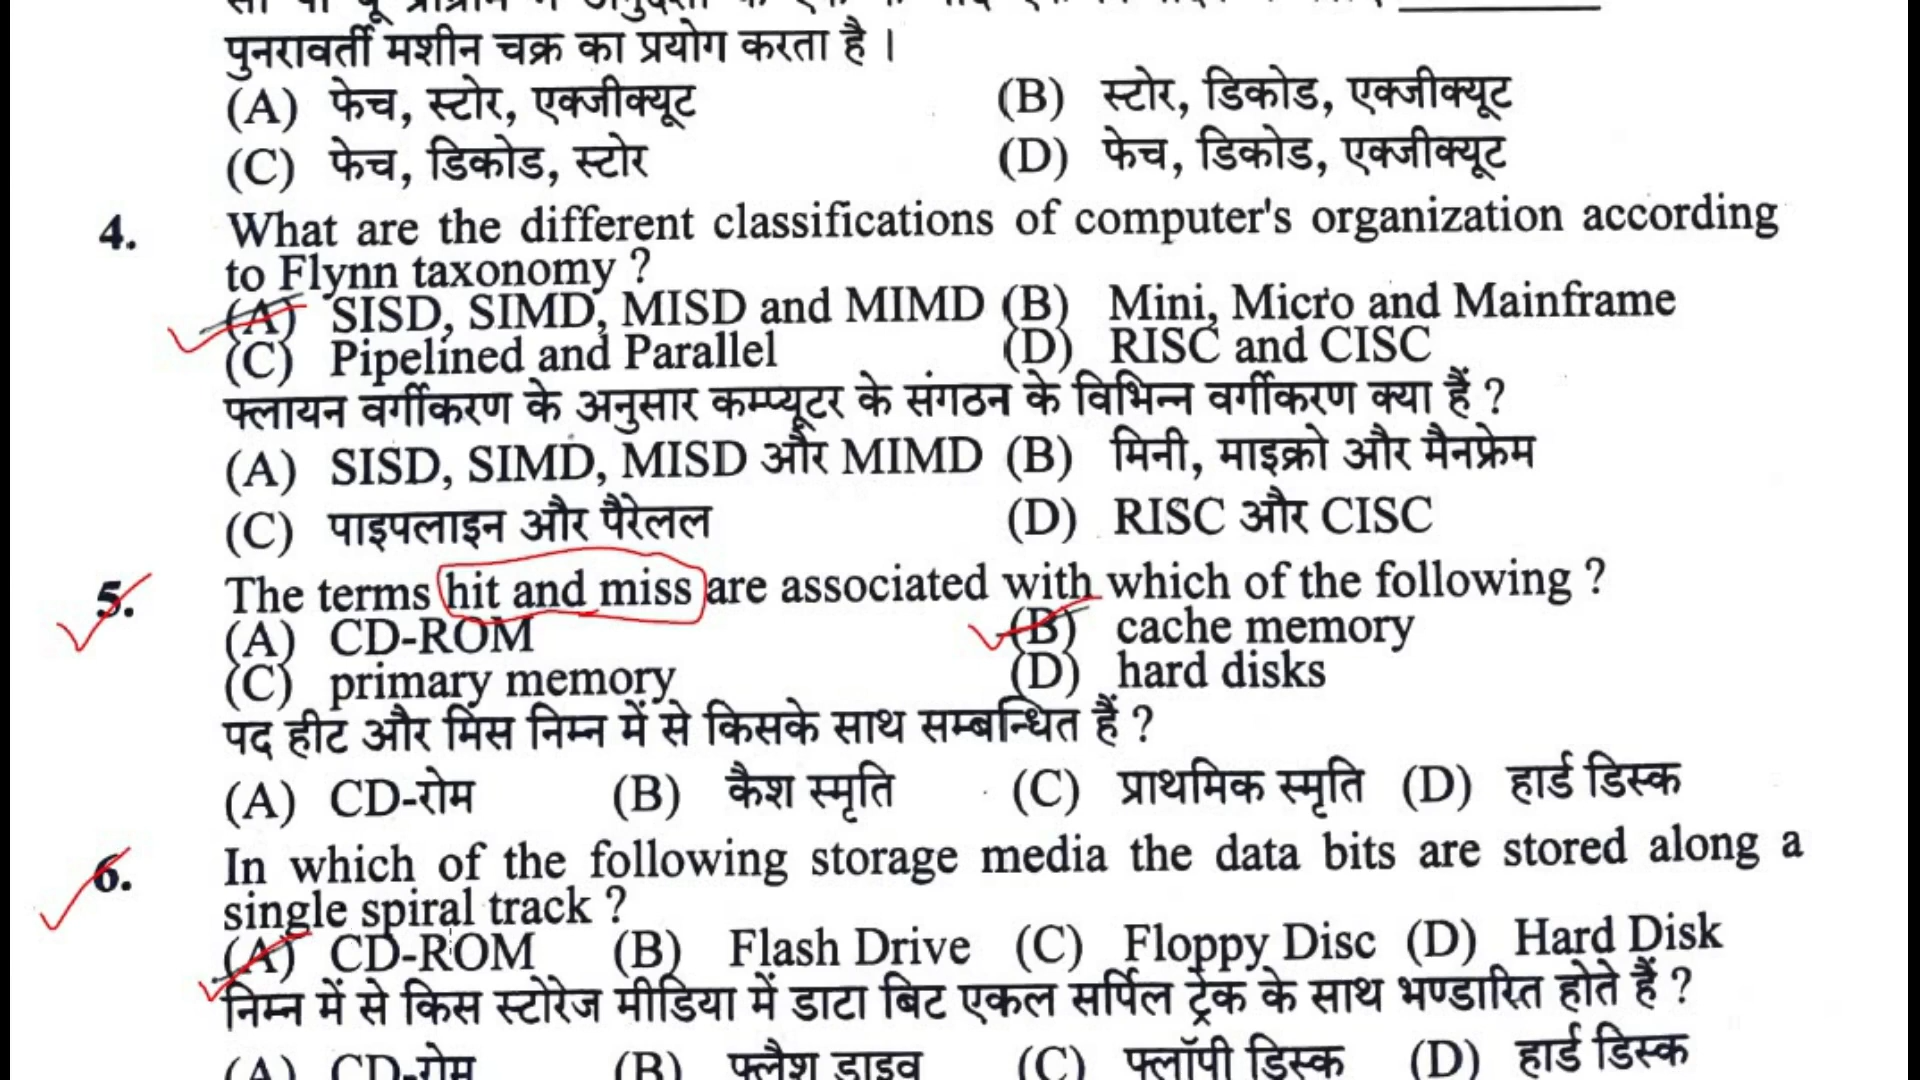 पुनरावर्ती मशीन चक्र का प्रयोग करता है ।
(A) फेच, स्टोर, एक्जीक्यूट (B) स्टोर, डिकोड, एक्जीक्यूट
(C) फेच, डिकोड, स्टोर (D) फेच, डिकोड, एक्जीक्यूट
4. What are the different classifications of computer's organization according
to Flynn taxonomy ?
(A) SISD, SIMD, MISD and MIMD (B) Mini, Micro and Mainframe
(C) Pipelined and Parallel (D) RISC and CISC
फ्लायन वर्गीकरण के अनुसार कम्प्यूटर के संगठन के विभिन्न वर्गीकरण क्या हैं ?
(A) SISD, SIMD, MISD और MIMD (B) मिनी, माइक्रो और मैनफ्रेम
(C) पाइपलाइन और पैरेलल (D) RISC और CISC
5. The terms hit and miss are associated with which of the following ?
(A) CD-ROM (B) cache memory
(C) primary memory (D) hard disks
पद हीट और मिस निम्न में से किसके साथ सम्बन्धित हैं ?
(A) CD-रोम (B) कैश स्मृति (C) प्राथमिक स्मृति (D) हार्ड डिस्क
6. In which of the following storage media the data bits are stored along a
single spiral track ?
(A) CD-ROM (B) Flash Drive (C) Floppy Disc (D) Hard Disk
निम्न में से किस स्टोरेज मीडिया में डाटा बिट एकल सर्पिल ट्रेक के साथ भण्डारित होते हैं ?
(A) CD-रोम (B) फ्लैश ड्राइव (C) फ्लॉपी डिस्क (D) हार्ड डिस्क